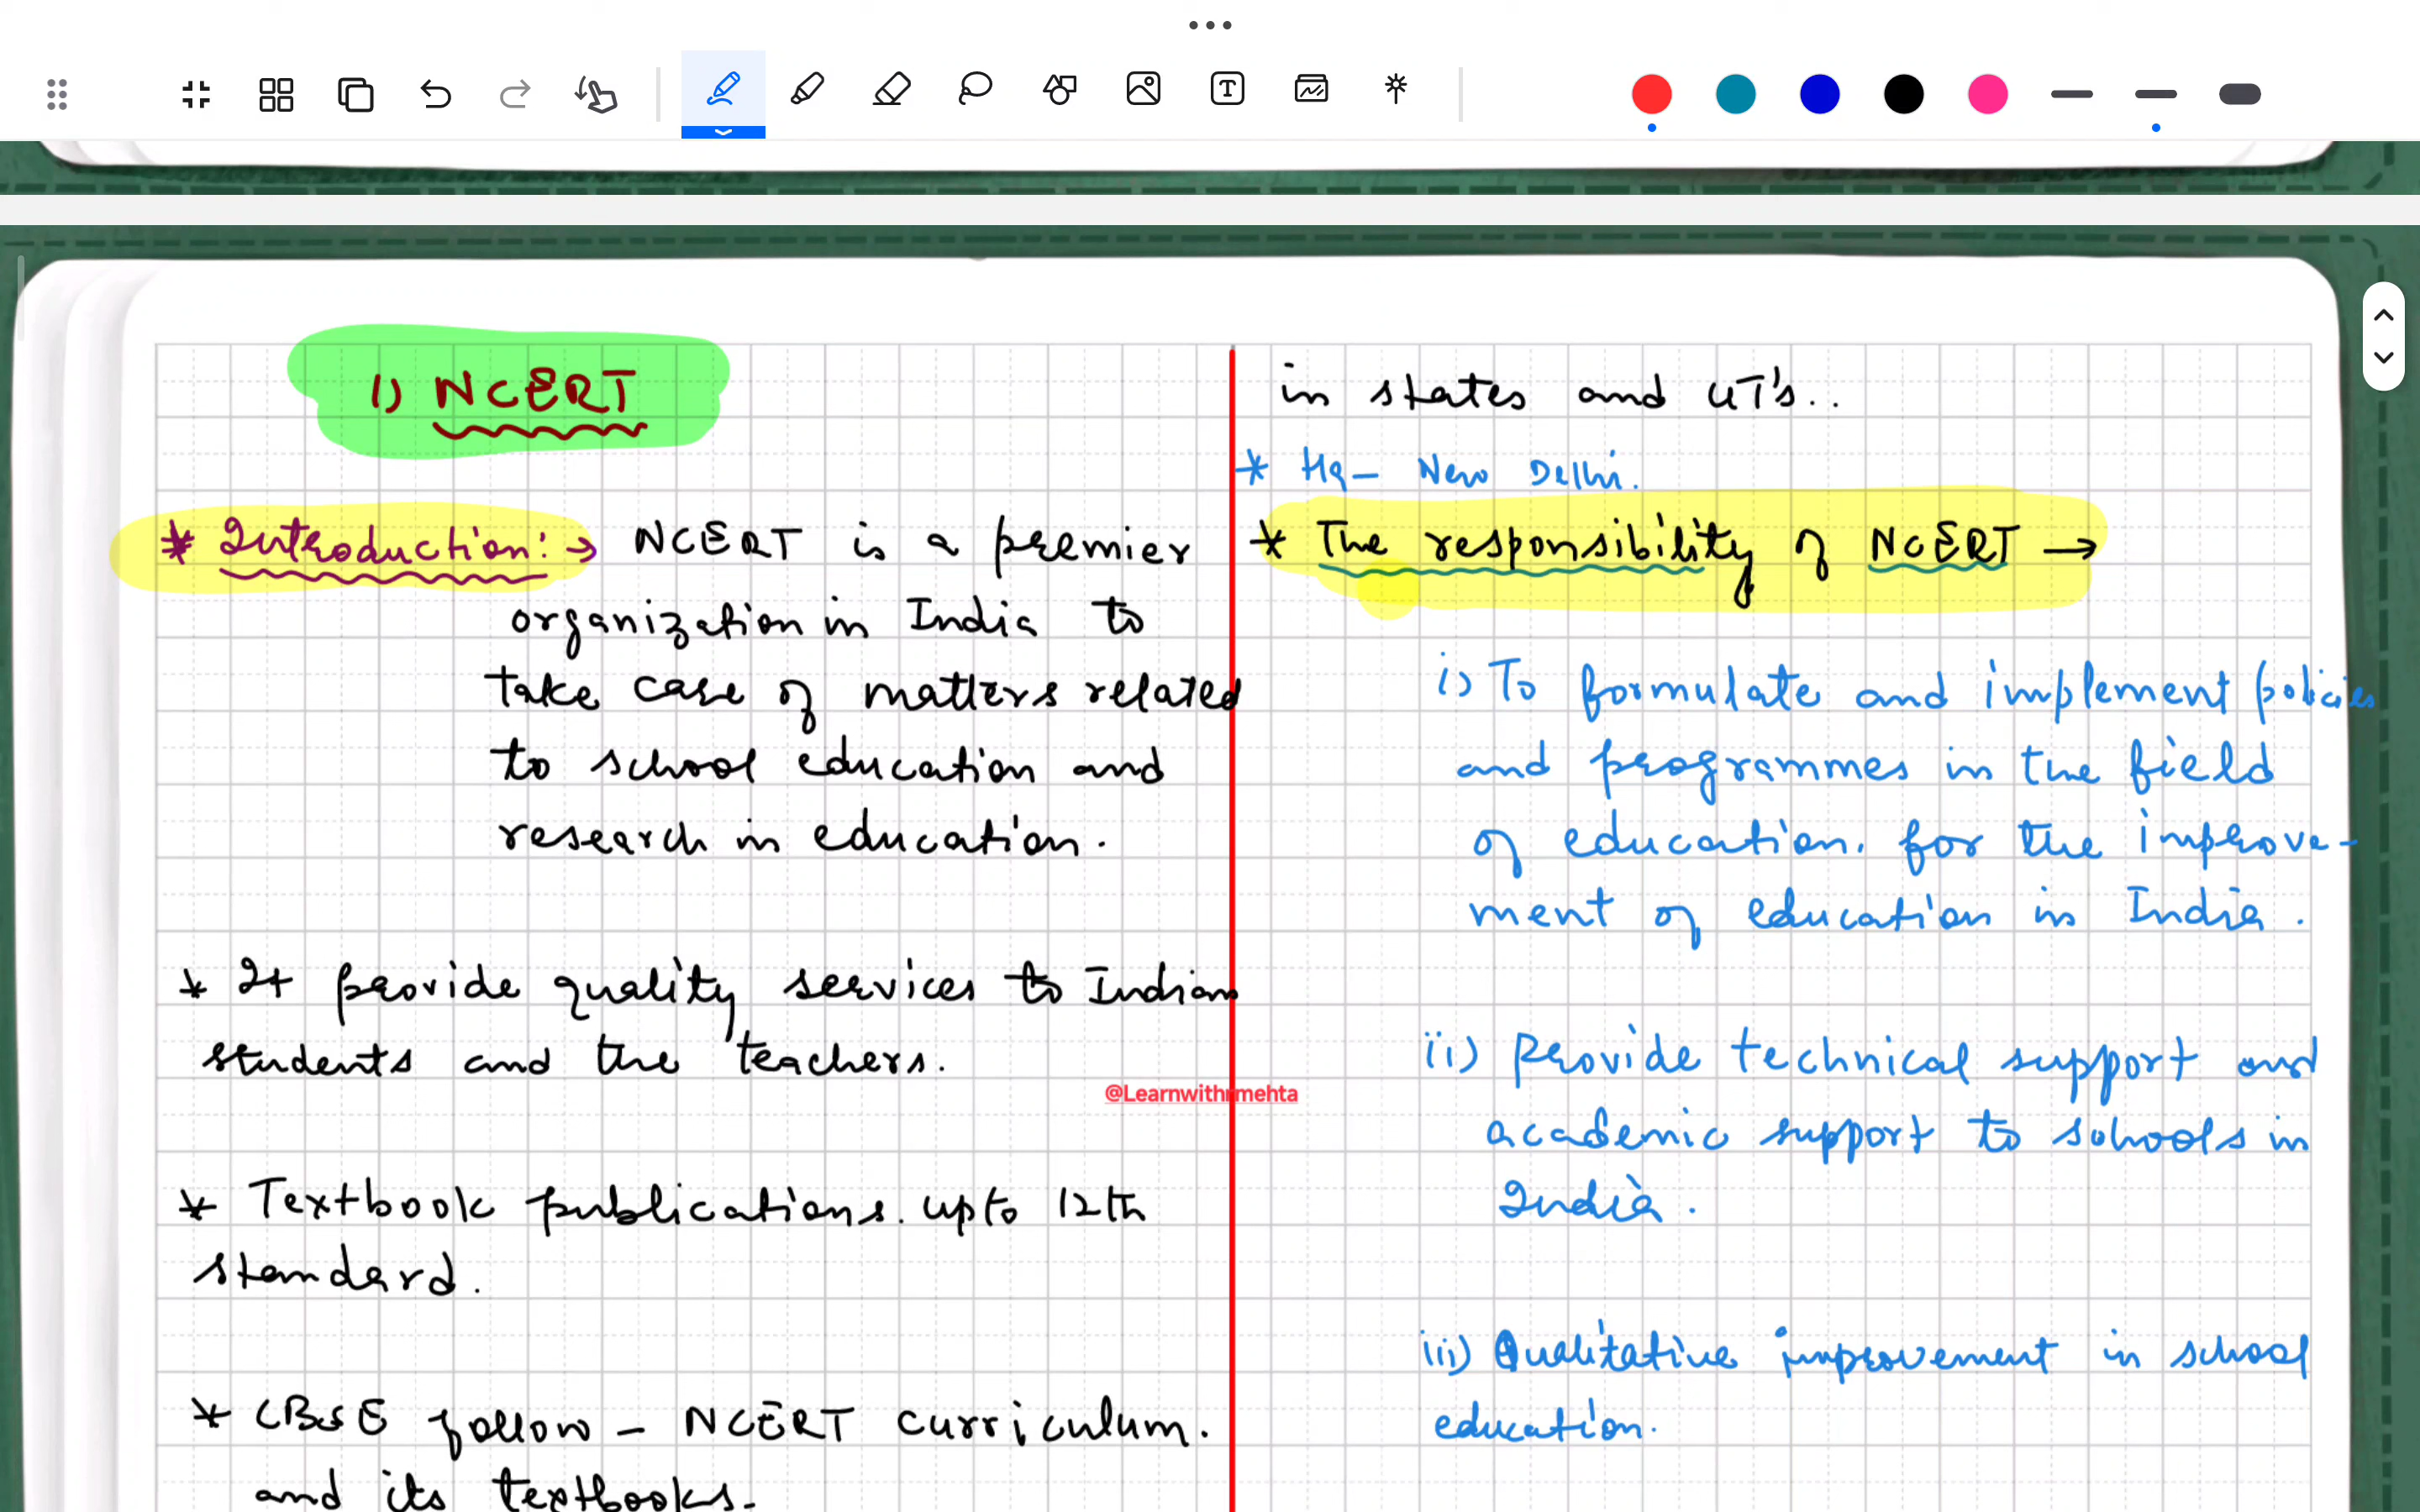 1) NCERT
* Introduction: → NCERT is a premier
organization in India to
take care of matters related
to school education and
research in education.
* It provide quality services to Indians
students and the teachers.
* Textbook publications. upto 12th
standard.
* CBSE follow - NCERT curriculum.
and its textbooks.
in states and UT's..
* Hq - New Delhi.
* The responsibility of NCERT →
i) To formulate and implement policies
and programmes in the field
of education. for the improve-
ment of education in India.
ii) Provide technical support and
academic support to schools in
India.
iii) Qualitative improvement in school
education.
@Learnwithrmehta